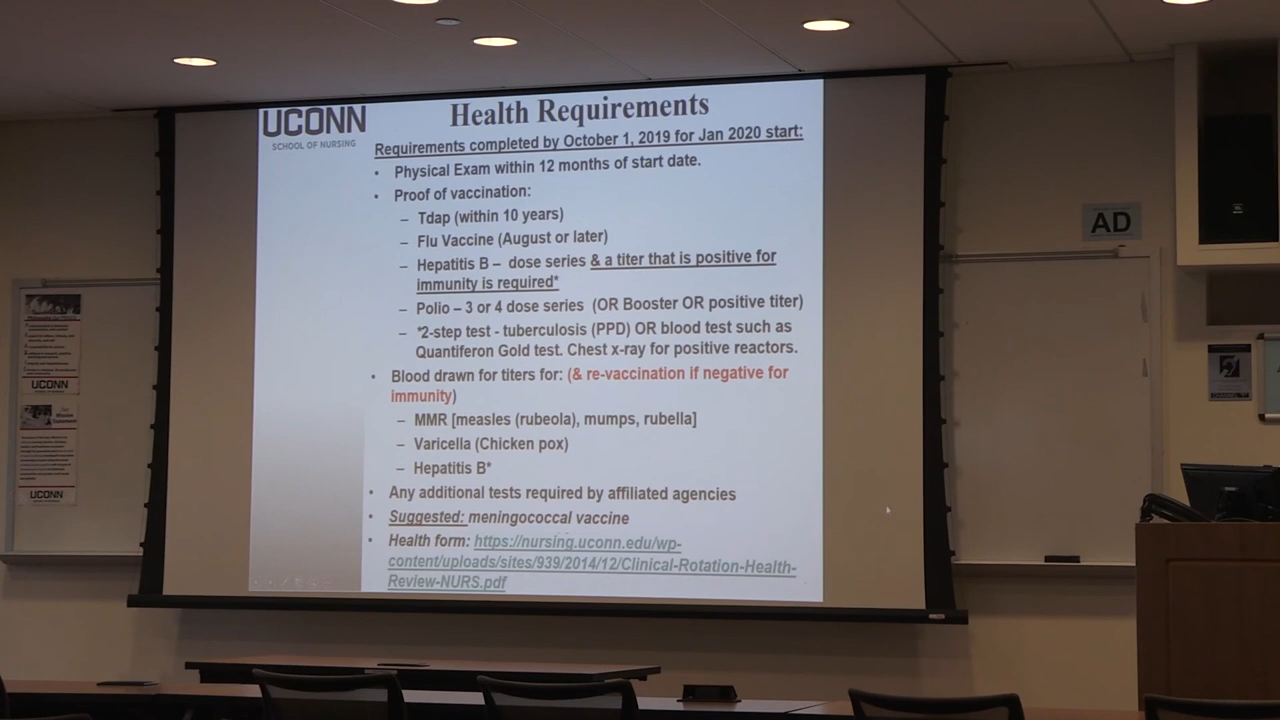 UCONN
SCHOOL OF NURSING
Health Requirements
Requirements completed by October 1, 2019 for Jan 2020 start:
• Physical Exam within 12 months of start date.
• Proof of vaccination:
– Tdap (within 10 years)
– Flu Vaccine (August or later)
– Hepatitis B – dose series & a titer that is positive for
immunity is required*
– Polio – 3 or 4 dose series (OR Booster OR positive titer)
– *2-step test - tuberculosis (PPD) OR blood test such as
Quantiferon Gold test. Chest x-ray for positive reactors.
• Blood drawn for titers for: (& re-vaccination if negative for
immunity)
– MMR [measles (rubeola), mumps, rubella]
– Varicella (Chicken pox)
– Hepatitis B*
• Any additional tests required by affiliated agencies
• Suggested: meningococcal vaccine
• Health form: https://nursing.uconn.edu/wp-
content/uploads/sites/939/2014/12/Clinical-Rotation-Health-
Review-NURS.pdf
AD
UCONN
Mission
UCONN